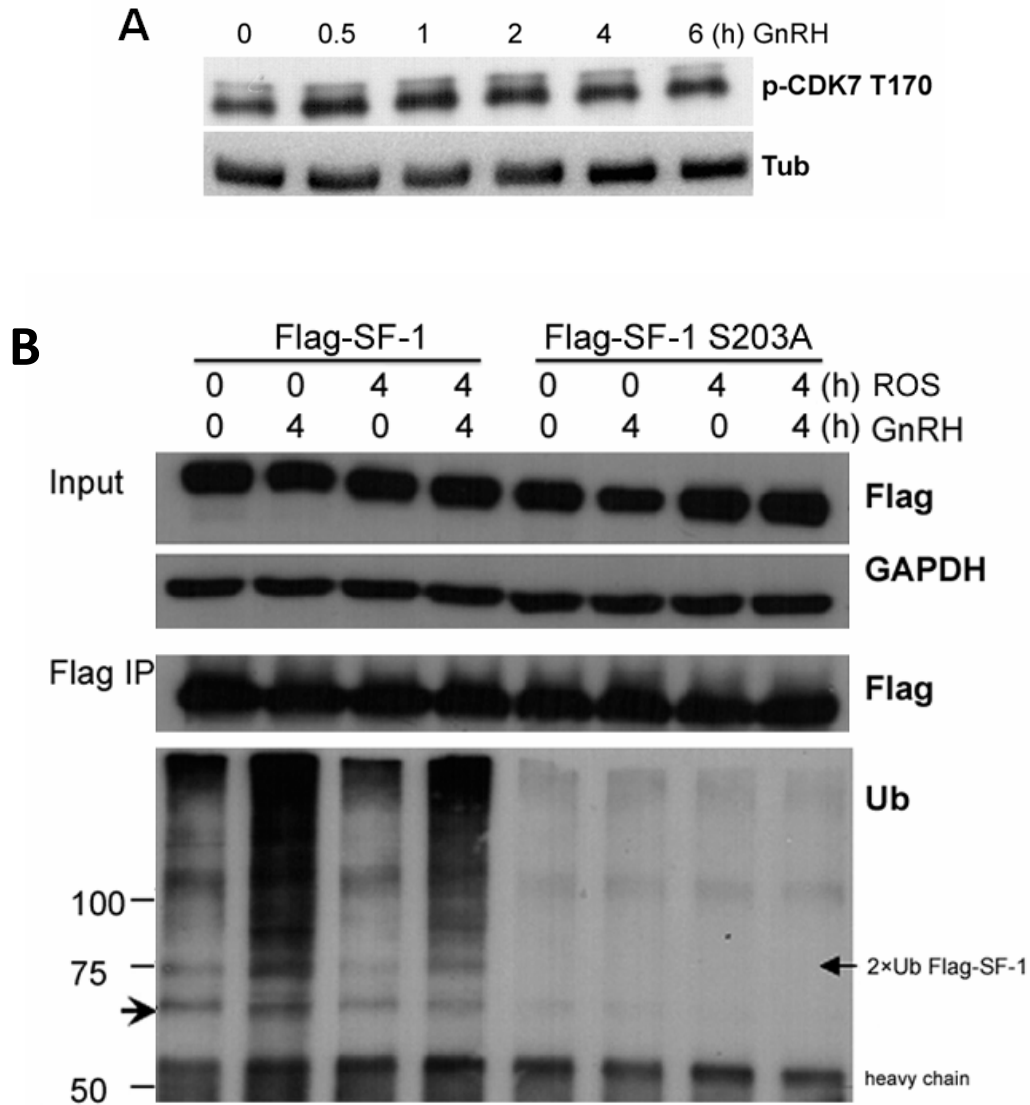 A
0 0.5 1 2 4 6 (h) GnRH
p-CDK7 T170
Tub
B
Flag-SF-1 Flag-SF-1 S203A
0 0 4 4 0 0 4 4 (h) ROS
0 4 0 4 0 4 0 4 (h) GnRH
Input Flag
GAPDH
Flag IP Flag
Ub
100
75 2×Ub Flag-SF-1
50 heavy chain